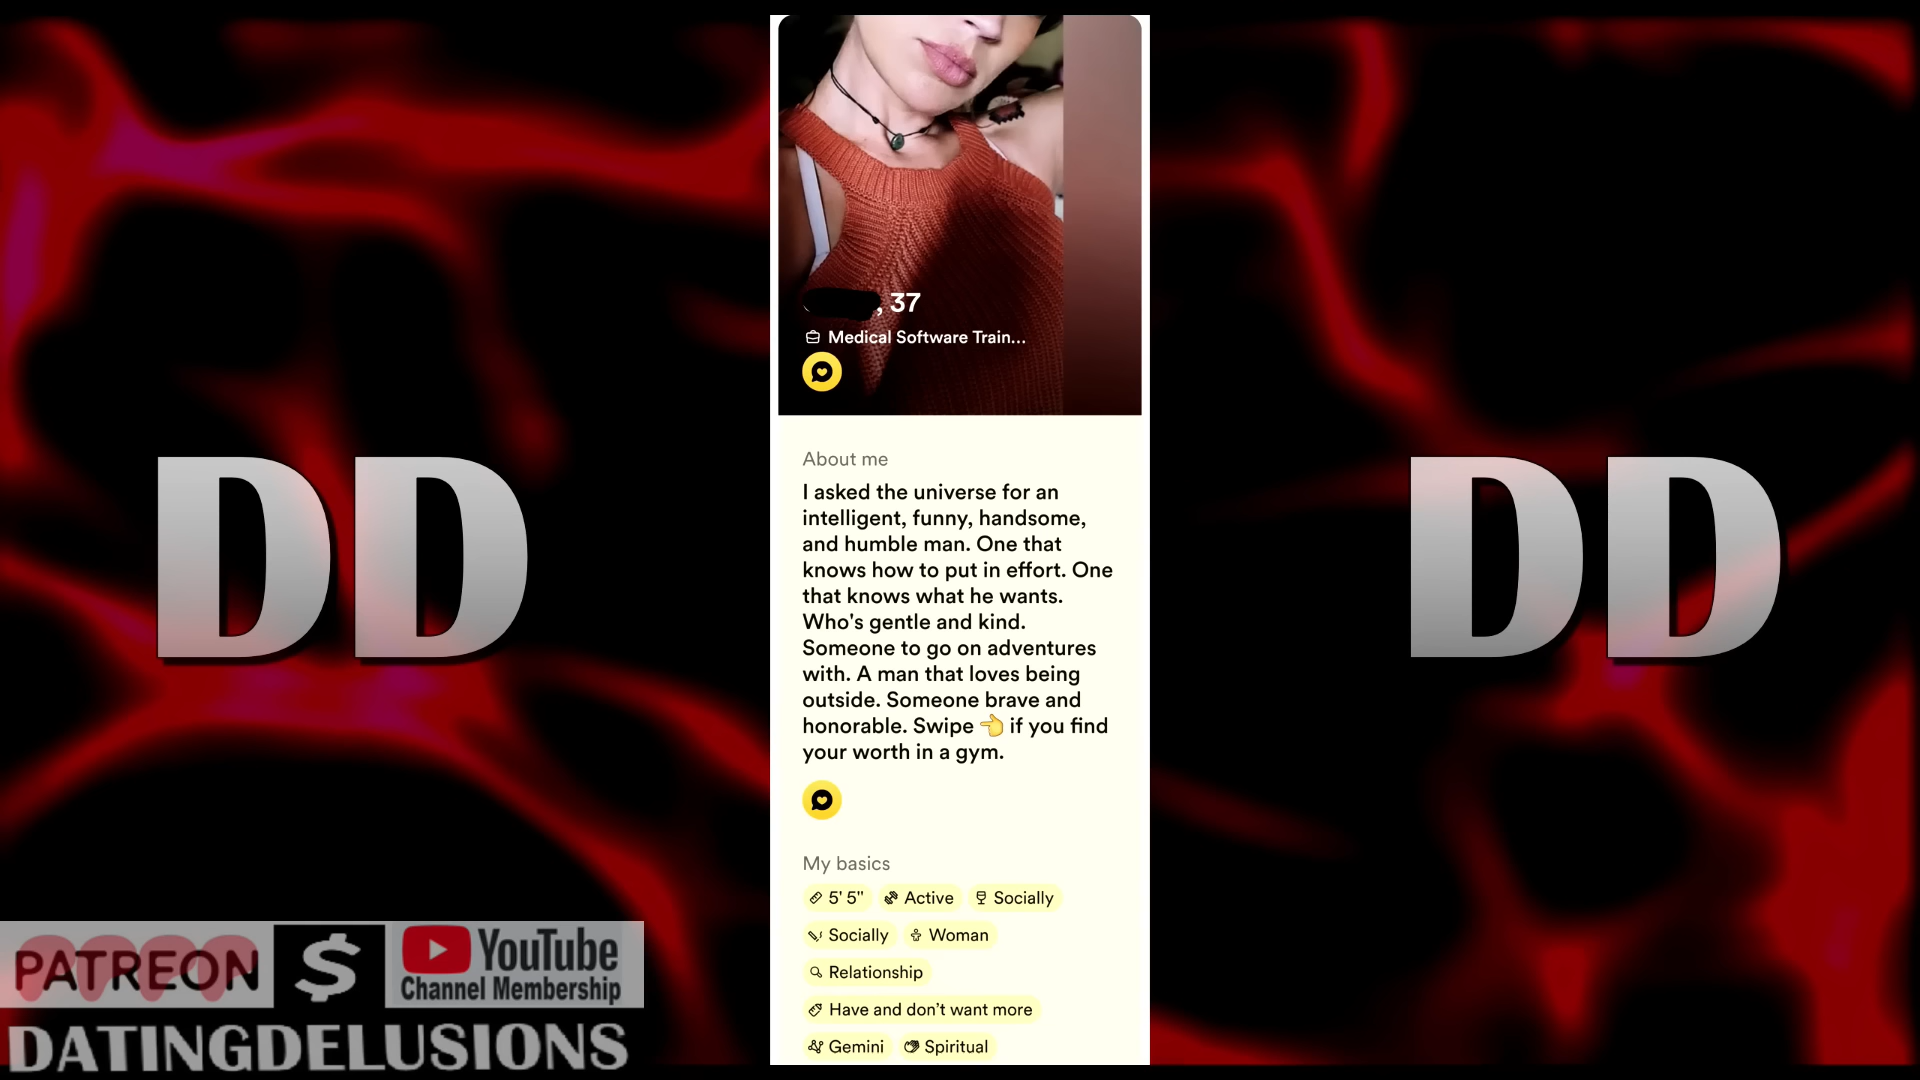 , 37
Medical Software Train...
About me
I asked the universe for an
intelligent, funny, handsome,
and humble man. One that
knows how to put in effort. One
that knows what he wants.
Who's gentle and kind.
Someone to go on adventures
with. A man that loves being
outside. Someone brave and
honorable. Swipe 👈 if you find
your worth in a gym.
My basics
5' 5"
Active
Socially
Socially
Woman
Relationship
Have and don't want more
Gemini
Spiritual
DD
DD
PATREON
$
YouTube
Channel Membership
DATINGDELUSIONS